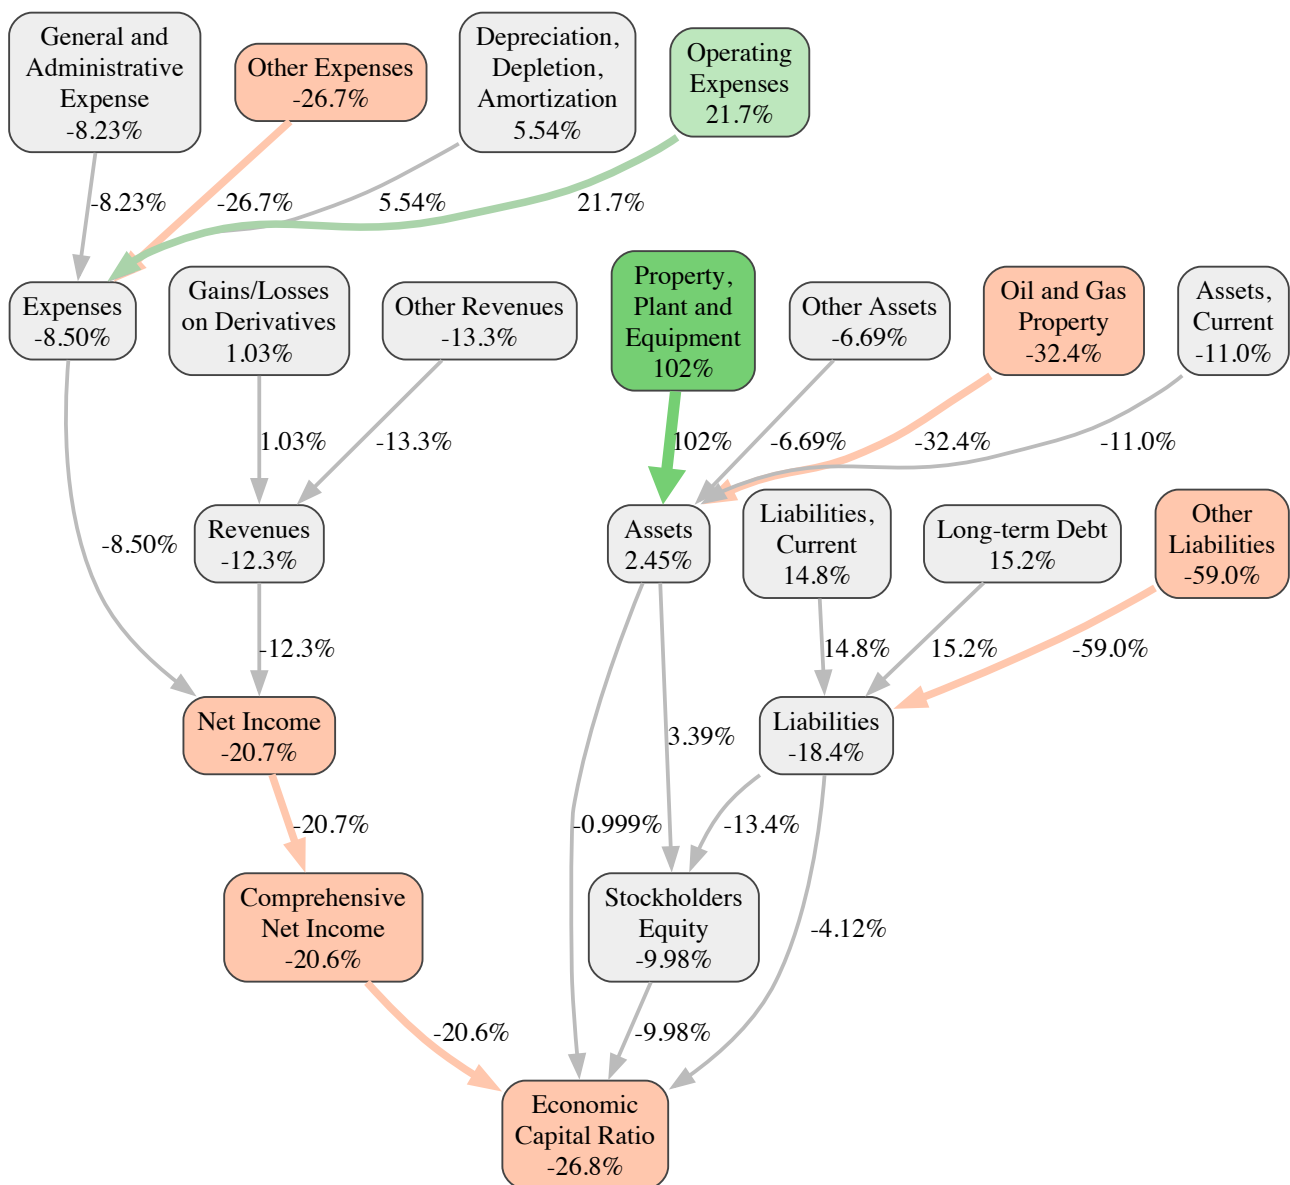 General and
Administrative
Expense
-8.23%
Other Expenses
-26.7%
Depreciation,
Depletion,
Amortization
5.54%
Operating
Expenses
21.7%
-8.23%
-26.7%
5.54%
21.7%
Expenses
-8.50%
Gains/Losses
on Derivatives
1.03%
Other Revenues
-13.3%
Property,
Plant and
Equipment
102%
Other Assets
-6.69%
Oil and Gas
Property
-32.4%
Assets,
Current
-11.0%
1.03%
-13.3%
102%
-6.69%
-32.4%
-11.0%
-8.50%
Revenues
-12.3%
Assets
2.45%
Liabilities,
Current
14.8%
Long-term Debt
15.2%
Other
Liabilities
-59.0%
-12.3%
14.8%
15.2%
-59.0%
Net Income
-20.7%
3.39%
Liabilities
-18.4%
-20.7%
-0.999%
-13.4%
Comprehensive
Net Income
-20.6%
Stockholders
Equity
-9.98%
-4.12%
-20.6%
-9.98%
Economic
Capital Ratio
-26.8%